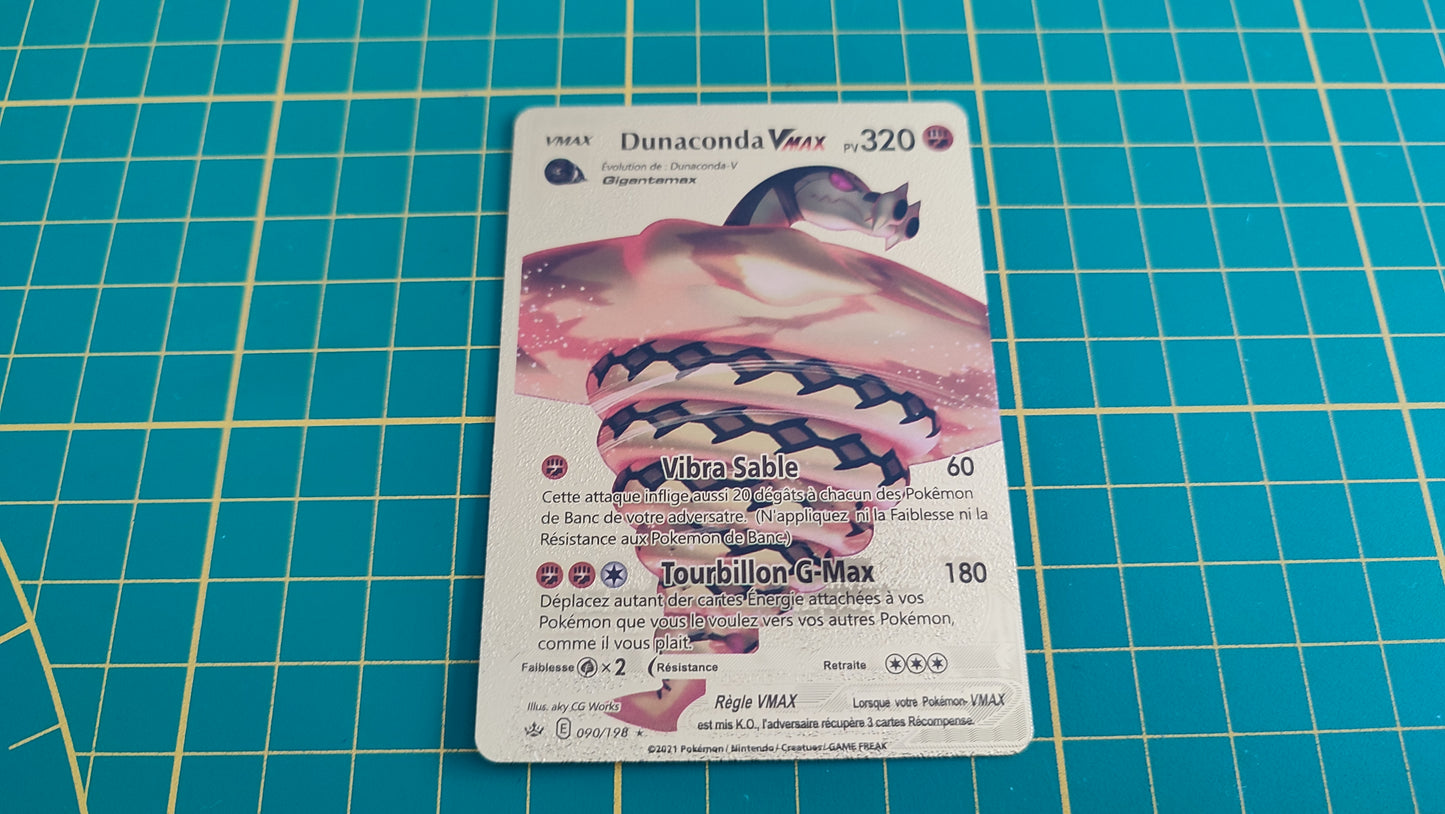 VMAX Dunaconda VMAX PV 320
Évolution de : Dunaconda-V
Gigantamax
Vibra Sable 60
Cette attaque inflige aussi 20 dégâts à chacun des Pokêmon
de Banc de votre adversatre. (N'appliquez ni la Faiblesse ni la
Résistance aux Pokemon de Banc.)
Tourbillon G-Max 180
Déplacez autant der cartes Énergie attachées à vos
Pokémon que vous le voulez vers vos autres Pokémon,
comme il vous plait.
Faiblesse ×2 (Résistance Retraite
Illus. aky CG Works
Règle VMAX Lorsque votre Pokémon-VMAX
est mis K.O., l'adversaire récupère 3 cartes Récompense.
E 090/198 ★
©2021 Pokémon / Nintendo / Creatues / GAME FREAK